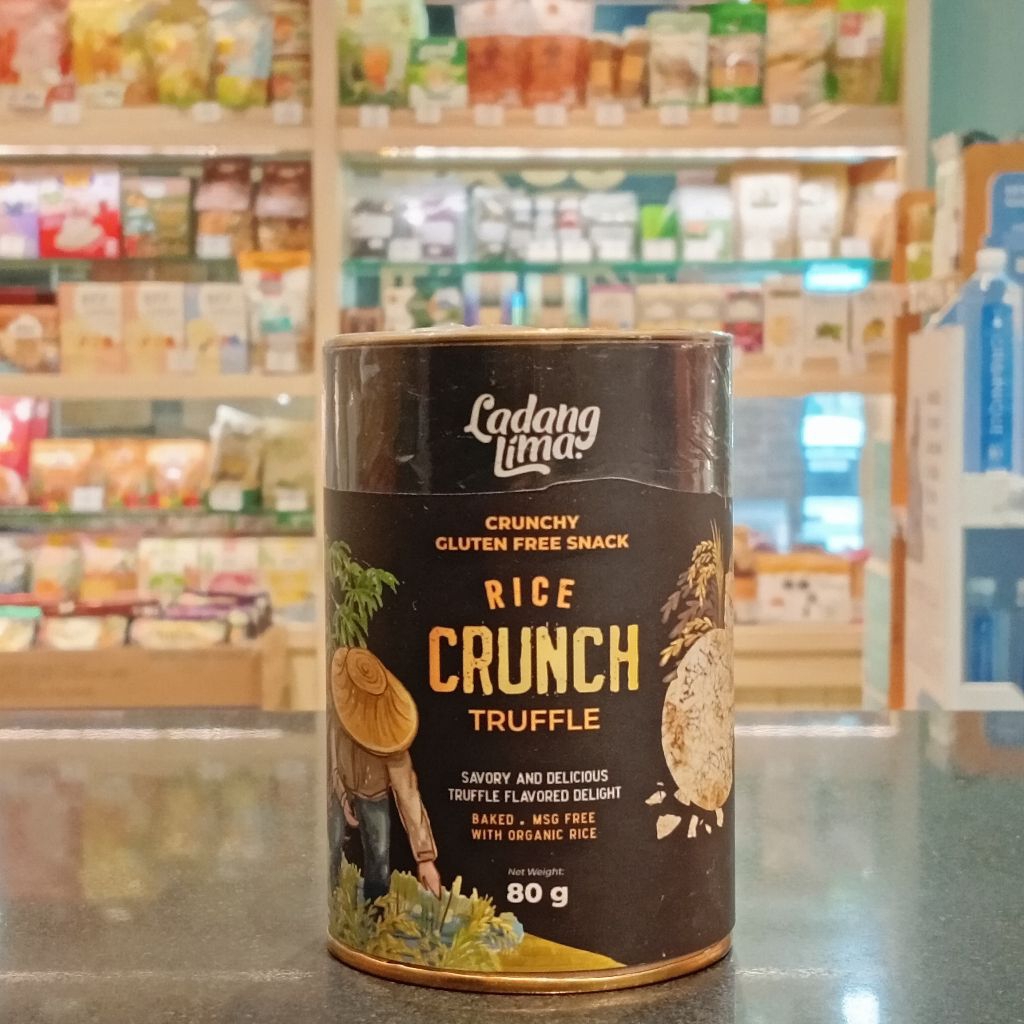 Ladang
Lima.
CRUNCHY
GLUTEN FREE SNACK
RICE
CRUNCH
TRUFFLE
SAVORY AND DELICIOUS
TRUFFLE FLAVORED DELIGHT
BAKED . MSG FREE
WITH ORGANIC RICE
Net Weight:
80 g